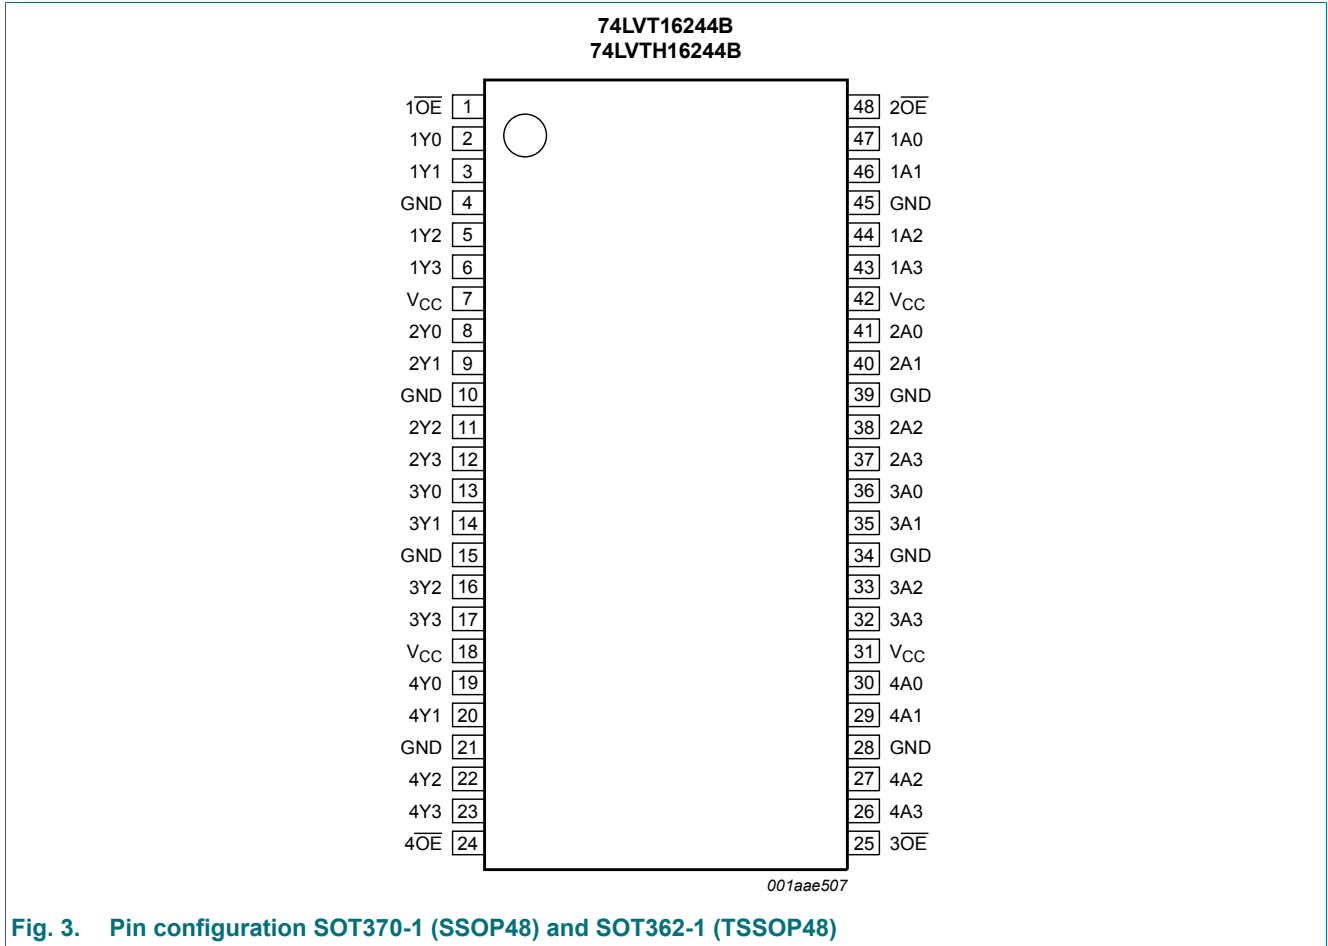 74LVT16244B
74LVTH16244B
1O̅E̅ 1 48 2O̅E̅
1Y0 2 47 1A0
1Y1 3 46 1A1
GND 4 45 GND
1Y2 5 44 1A2
1Y3 6 43 1A3
VCC 7 42 VCC
2Y0 8 41 2A0
2Y1 9 40 2A1
GND 10 39 GND
2Y2 11 38 2A2
2Y3 12 37 2A3
3Y0 13 36 3A0
3Y1 14 35 3A1
GND 15 34 GND
3Y2 16 33 3A2
3Y3 17 32 3A3
VCC 18 31 VCC
4Y0 19 30 4A0
4Y1 20 29 4A1
GND 21 28 GND
4Y2 22 27 4A2
4Y3 23 26 4A3
4O̅E̅ 24 25 3O̅E̅
001aae507
Fig. 3. Pin configuration SOT370-1 (SSOP48) and SOT362-1 (TSSOP48)